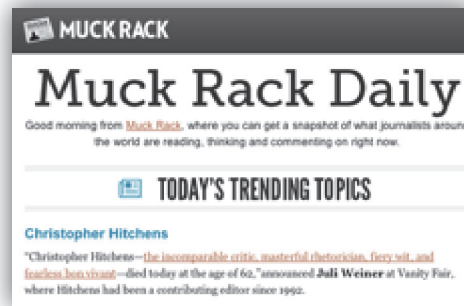 MUCK RACK
Muck Rack Daily
Good morning from Muck Rack, where you can get a snapshot of what journalists aroun
the world are reading, thinking and commenting on right now.
TODAY'S TRENDING TOPICS
Christopher Hitchens
"Christopher Hitchens—the incomparable critic, masterful rhetorician, fiery wit, and
fearless bon vivant—died today at the age of 62," announced Juli Weiner at Vanity Fair,
where Hitchens had been a contributing editor since 1992.